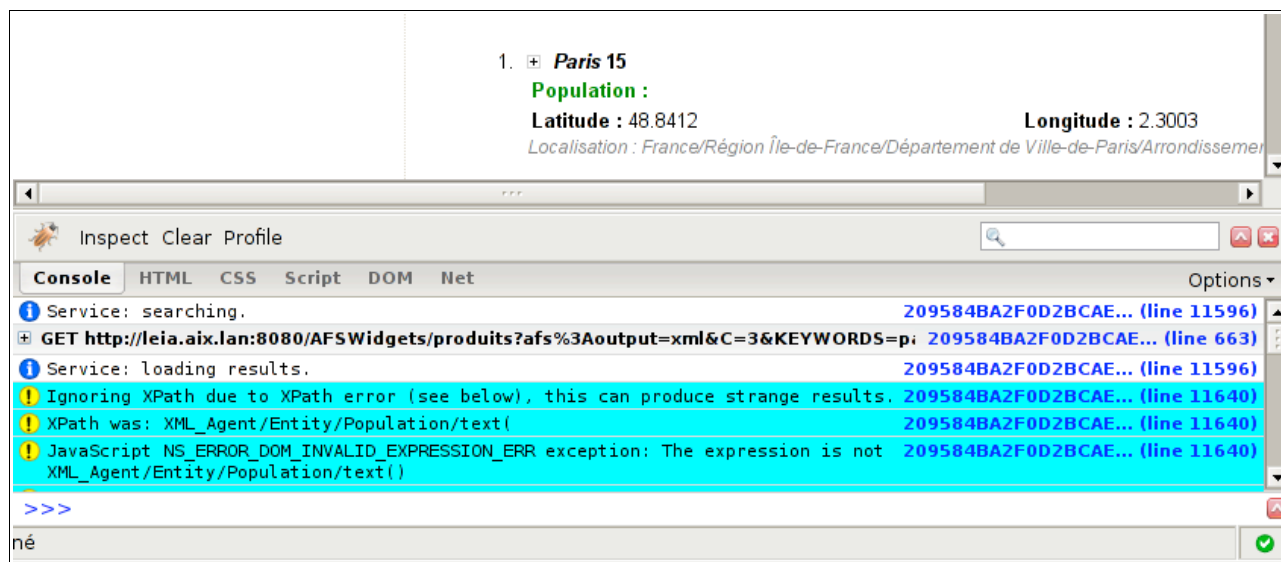 1. Paris 15
Population :
Latitude : 48.8412 Longitude : 2.3003
Localisation : France/Région Île-de-France/Département de Ville-de-Paris/Arrondissemer
Inspect Clear Profile
Console HTML CSS Script DOM Net Options
Service: searching. 209584BA2F0D2BCAE... (line 11596)
GET http://leia.aix.lan:8080/AFSWidgets/produits?afs%3Aoutput=xml&C=3&KEYWORDS=pa 209584BA2F0D2BCAE... (line 663)
Service: loading results. 209584BA2F0D2BCAE... (line 11596)
Ignoring XPath due to XPath error (see below), this can produce strange results. 209584BA2F0D2BCAE... (line 11640)
XPath was: XML_Agent/Entity/Population/text( 209584BA2F0D2BCAE... (line 11640)
JavaScript NS_ERROR_DOM_INVALID_EXPRESSION_ERR exception: The expression is not 209584BA2F0D2BCAE... (line 11640)
XML_Agent/Entity/Population/text()
>>>
né